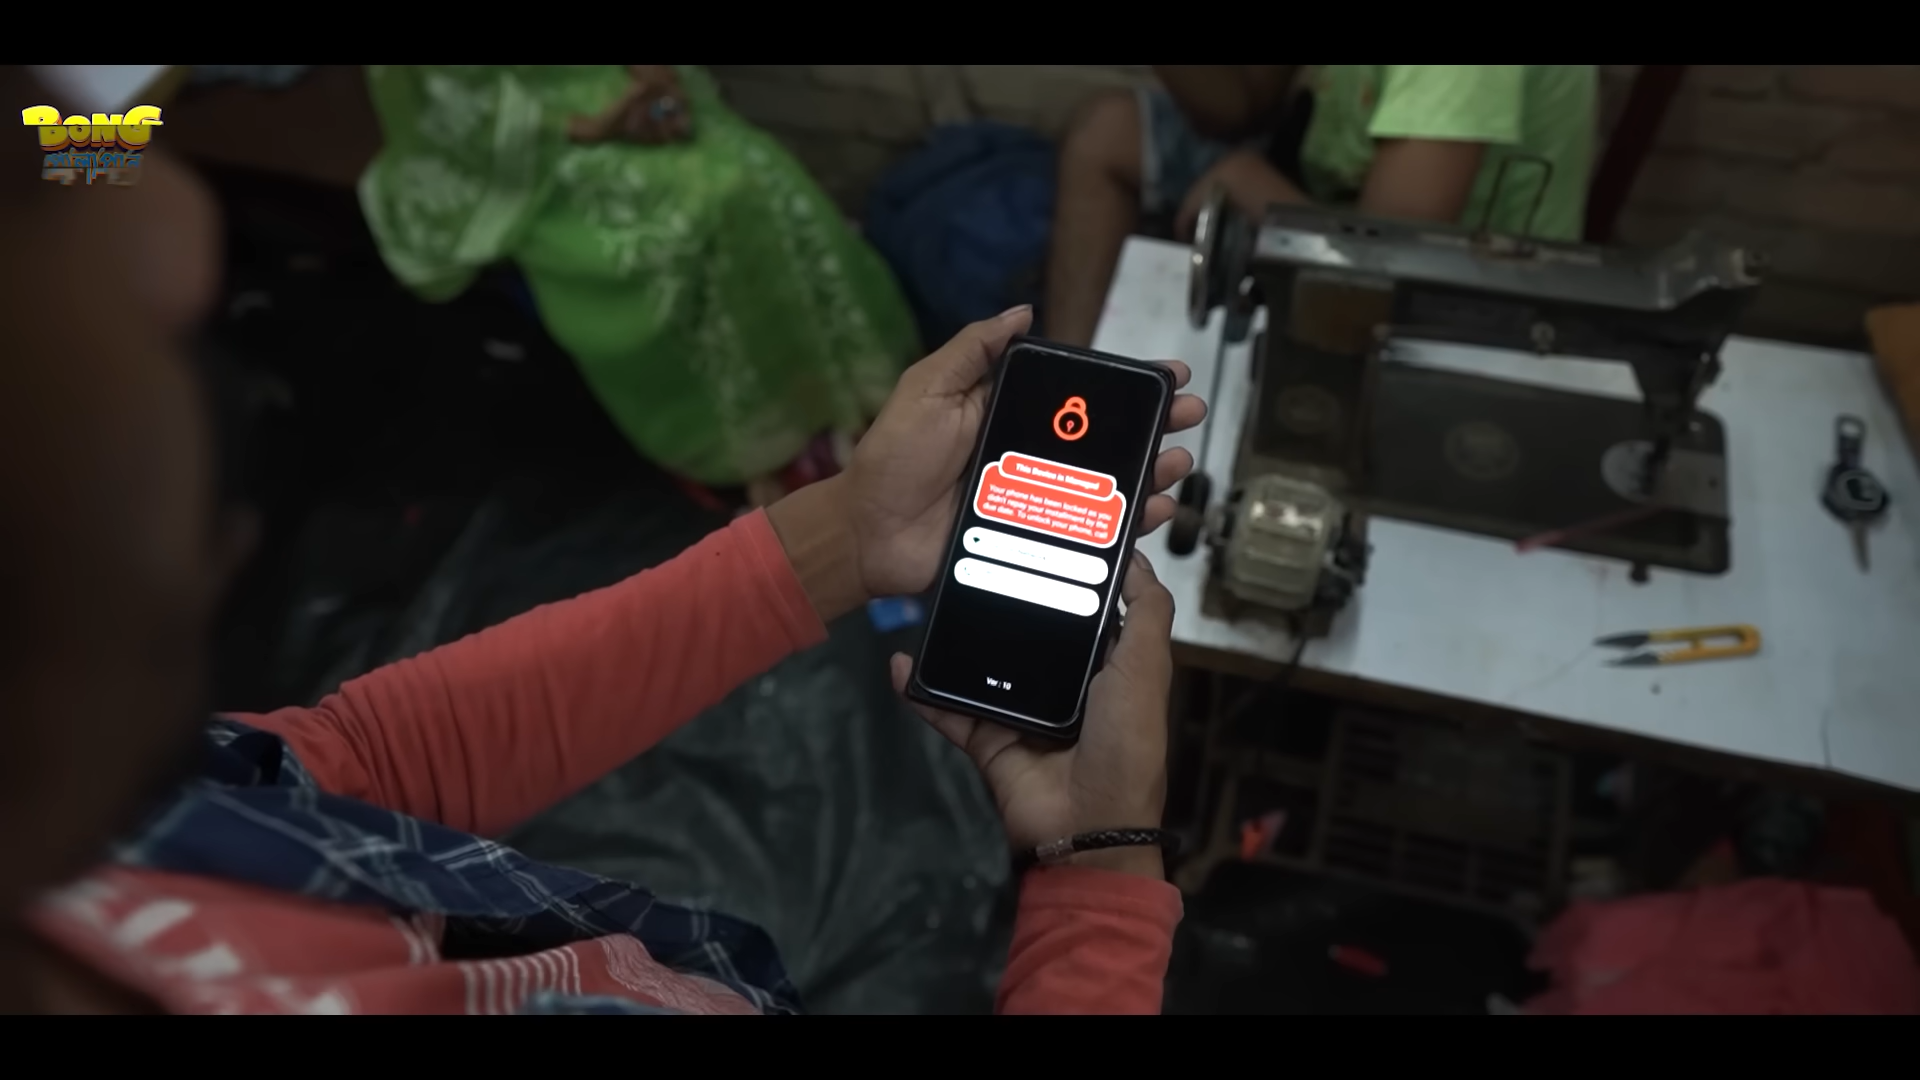 BONG
This Device is Managed
Your phone has been locked as you
didn't repay your installment by the
due date. To unlock your phone, call
Ver : 10